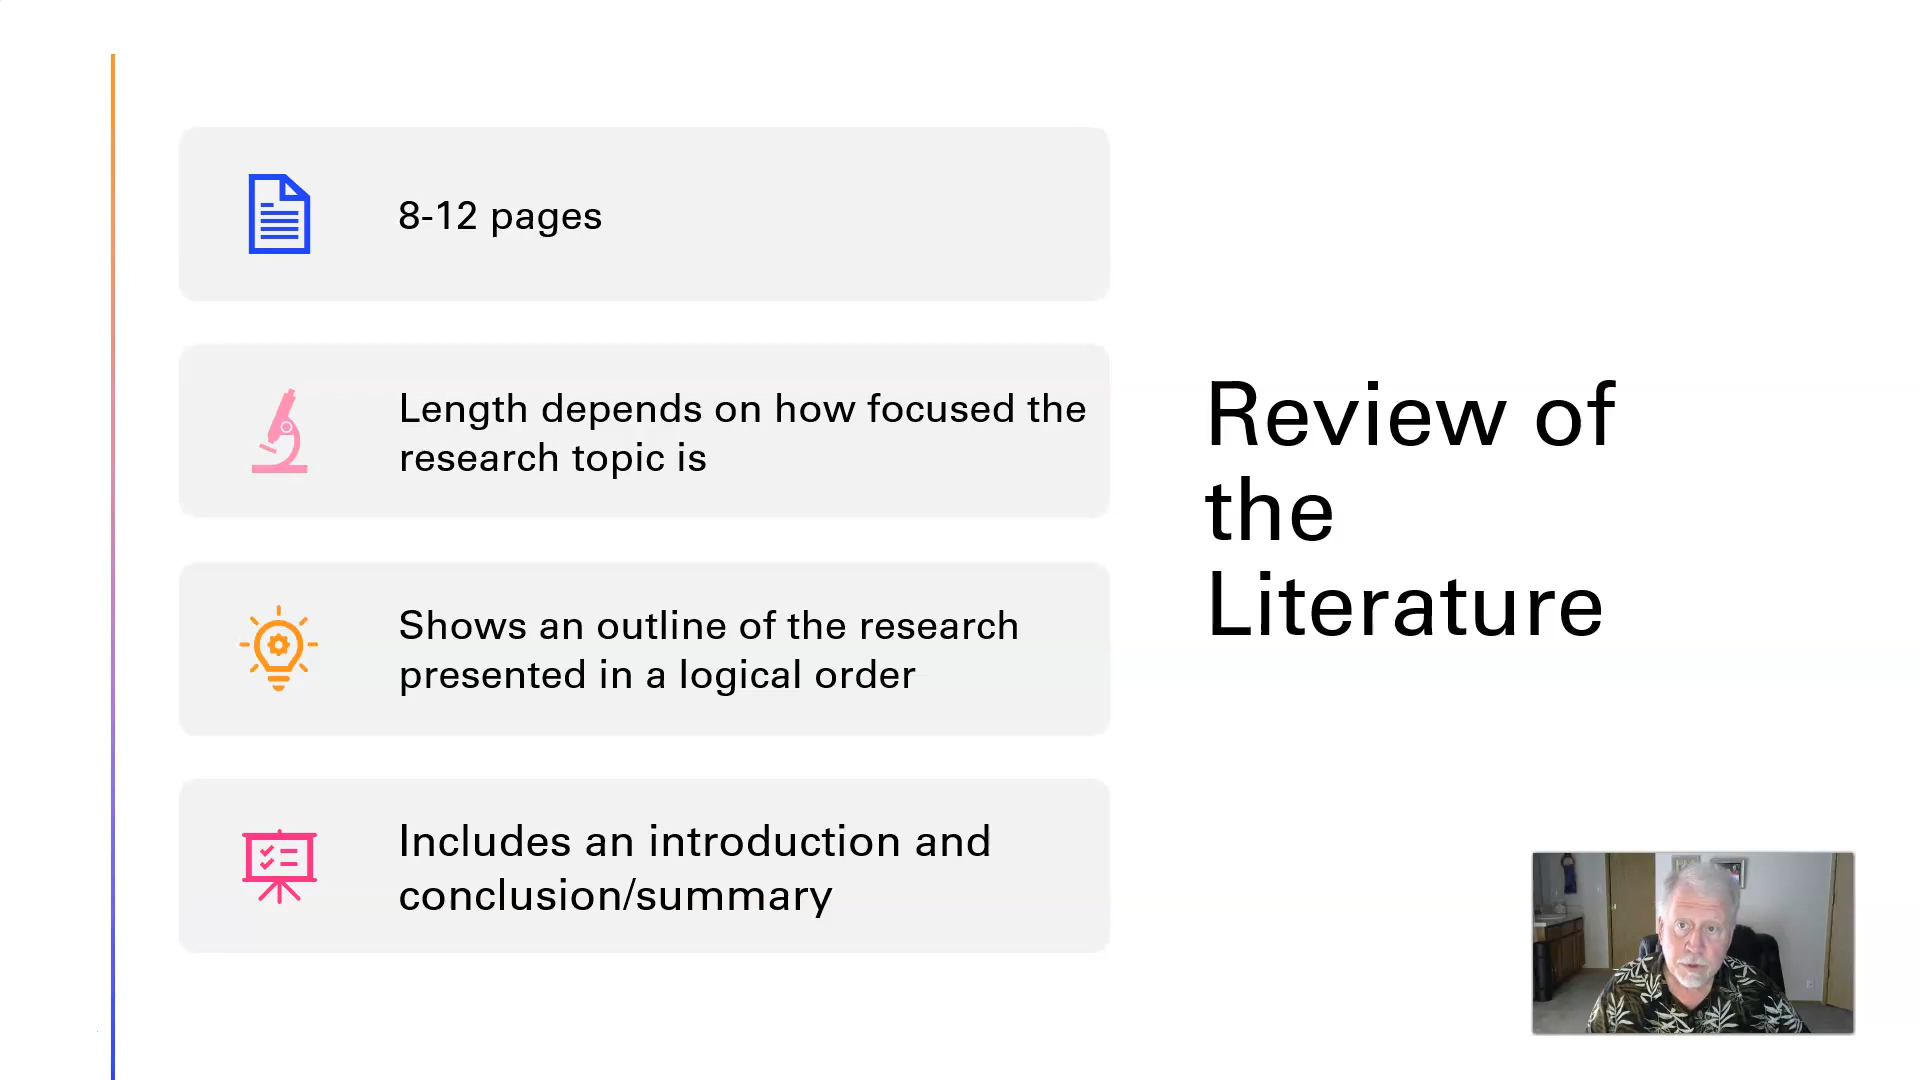 8-12 pages
Length depends on how focused the
research topic is
Shows an outline of the research
presented in a logical order
Includes an introduction and
conclusion/summary
Review of
the
Literature